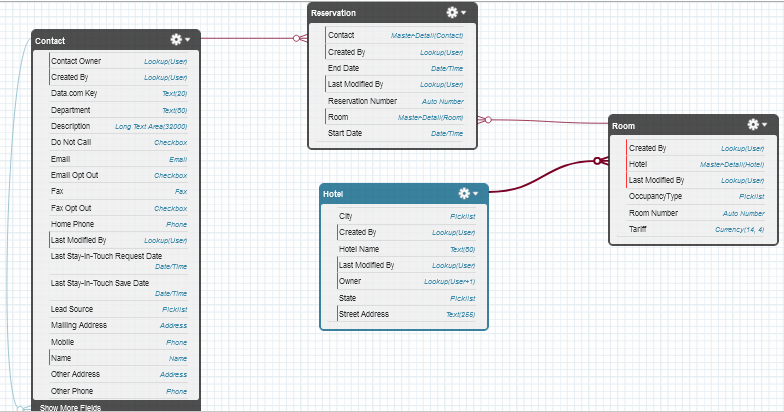 Reservation
Contact Master-Detail(Contact)
Created By Lookup(User)
End Date Date/Time
Last Modified By Lookup(User)
Reservation Number Auto Number
Room Master-Detail(Room)
Start Date Date/Time
Contact
Contact Owner Lookup(User)
Created By Lookup(User)
Data.com Key Text(20)
Department Text(80)
Description Long Text Area(32000)
Do Not Call Checkbox
Email Email
Email Opt Out Checkbox
Fax Fax
Fax Opt Out Checkbox
Home Phone Phone
Last Modified By Lookup(User)
Last Stay-In-Touch Request Date
Date/Time
Last Stay-In-Touch Save Date
Date/Time
Lead Source Picklist
Mailing Address Address
Mobile Phone
Name Name
Other Address Address
Other Phone Phone
Show More Fields
Hotel
City Picklist
Created By Lookup(User)
Hotel Name Text(80)
Last Modified By Lookup(User)
Owner Lookup(User+1)
State Picklist
Street Address Text(255)
Room
Created By Lookup(User)
Hotel Master-Detail(Hotel)
Last Modified By Lookup(User)
OccupancyType Picklist
Room Number Auto Number
Tariff Currency(14, 4)